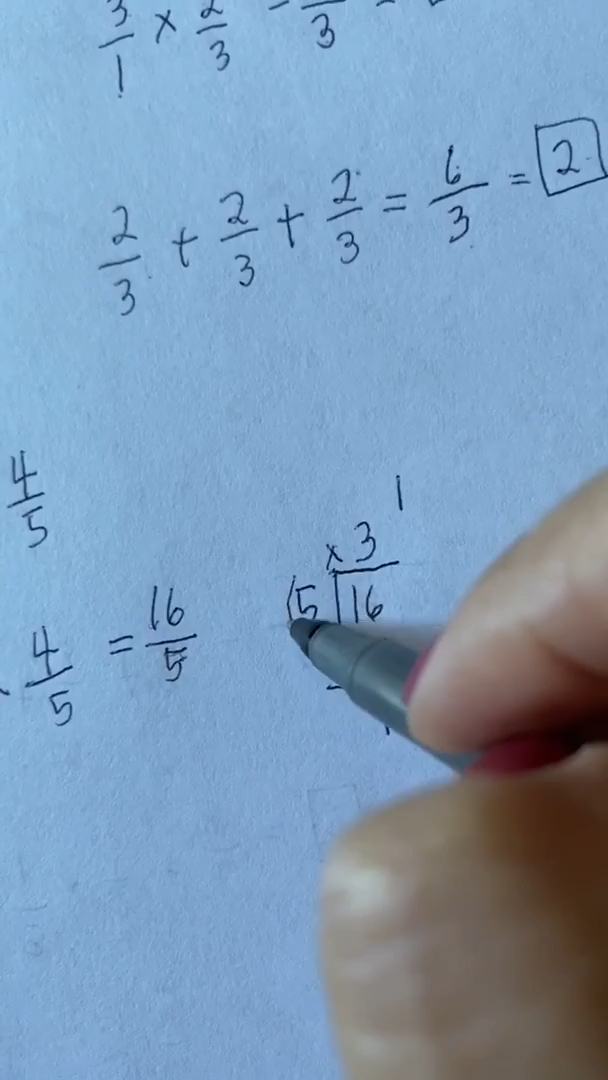 3/1 × 2/3 = /3 =
2/3 + 2/3 + 2/3 = 6/3 = 2
4/5
1
× 3
4/5 = 16/5 (5 16
-